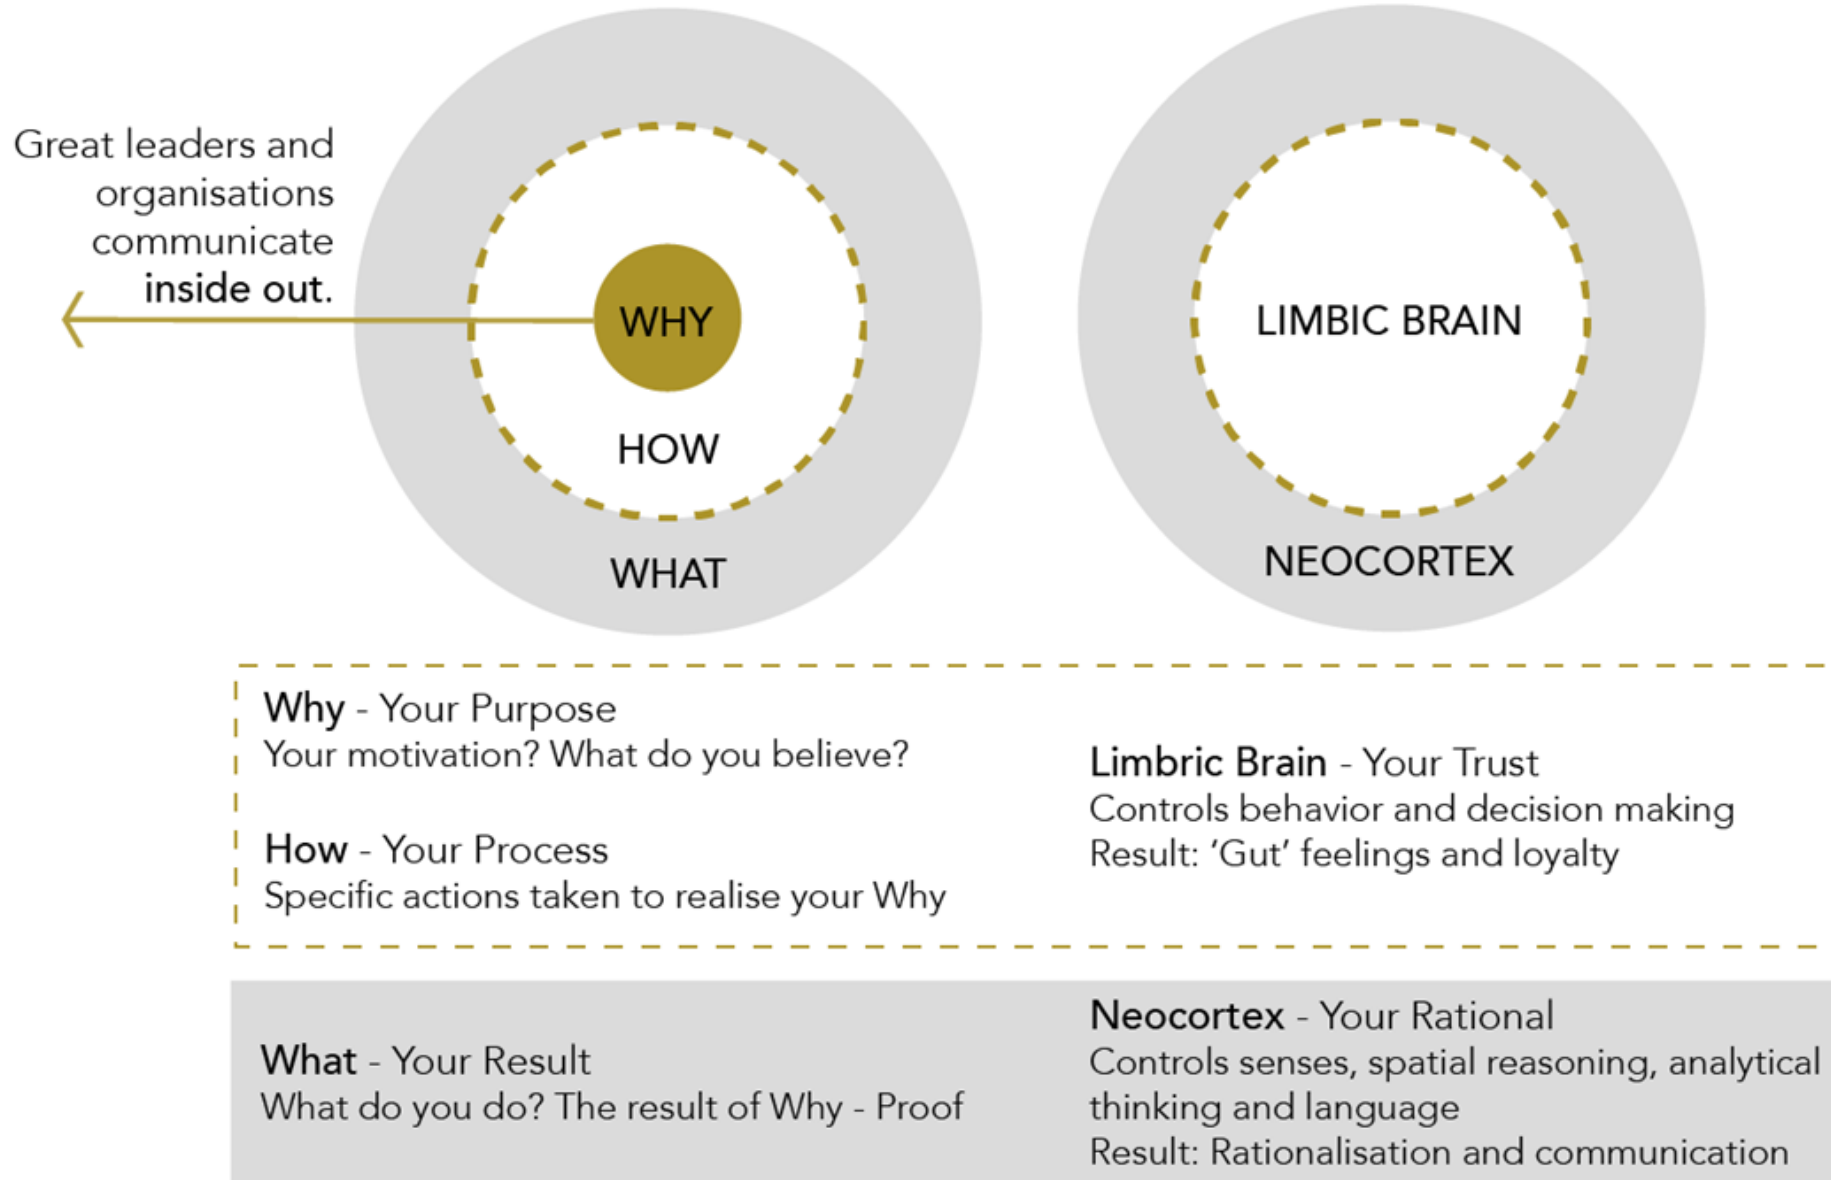 Great leaders and
organisations
communicate
inside out.
WHY
HOW
WHAT
LIMBIC BRAIN
NEOCORTEX
Why - Your Purpose
Your motivation? What do you believe?
How - Your Process
Specific actions taken to realise your Why
Limbric Brain - Your Trust
Controls behavior and decision making
Result: ‘Gut’ feelings and loyalty
What - Your Result
What do you do? The result of Why - Proof
Neocortex - Your Rational
Controls senses, spatial reasoning, analytical
thinking and language
Result: Rationalisation and communication